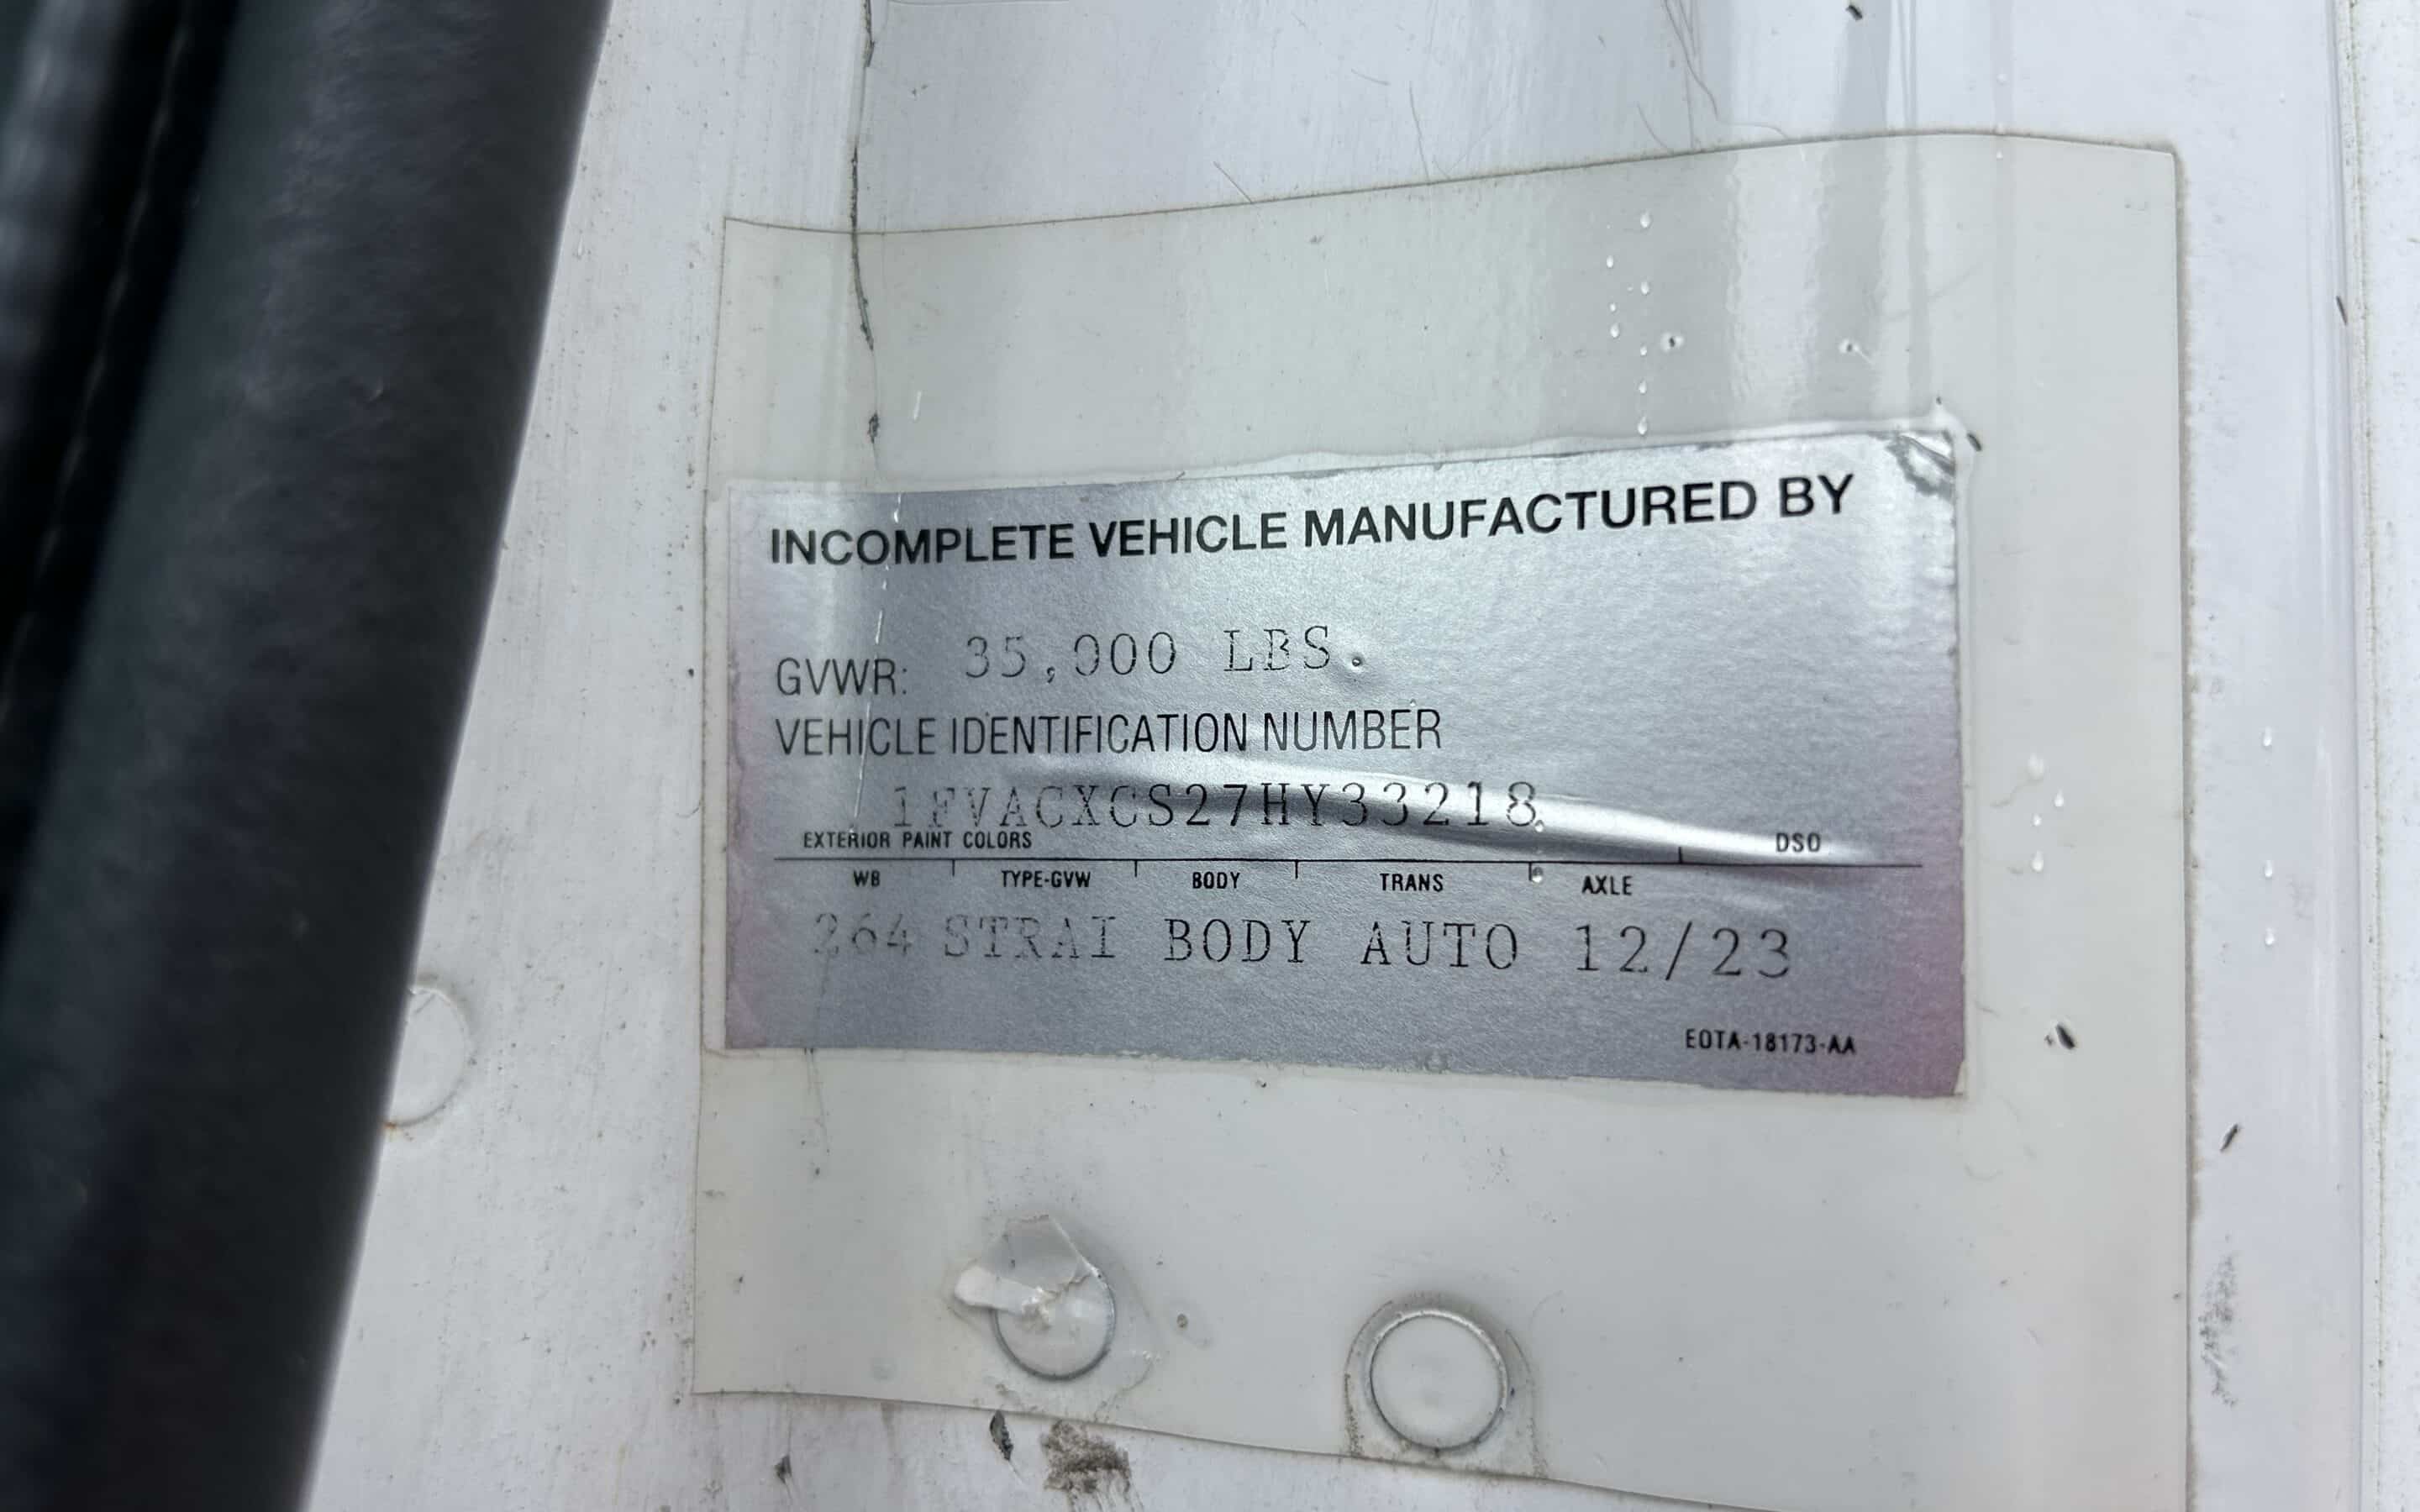 INCOMPLETE VEHICLE MANUFACTURED BY
GVWR: 35,000 LBS.
VEHICLE IDENTIFICATION NUMBER
1FVACXCS27HY33218
EXTERIOR PAINT COLORS DSO
WB TYPE-GVW BODY TRANS AXLE
264 STRAI BODY AUTO 12/23
EOTA-18173-AA